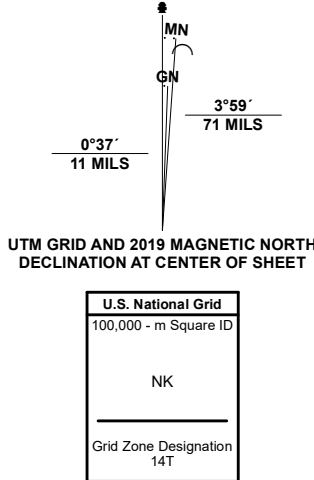 MN
GN
3°59´
71 MILS
0°37´
11 MILS
UTM GRID AND 2019 MAGNETIC NORTH
DECLINATION AT CENTER OF SHEET
U.S. National Grid
100,000 - m Square ID
NK
Grid Zone Designation
14T